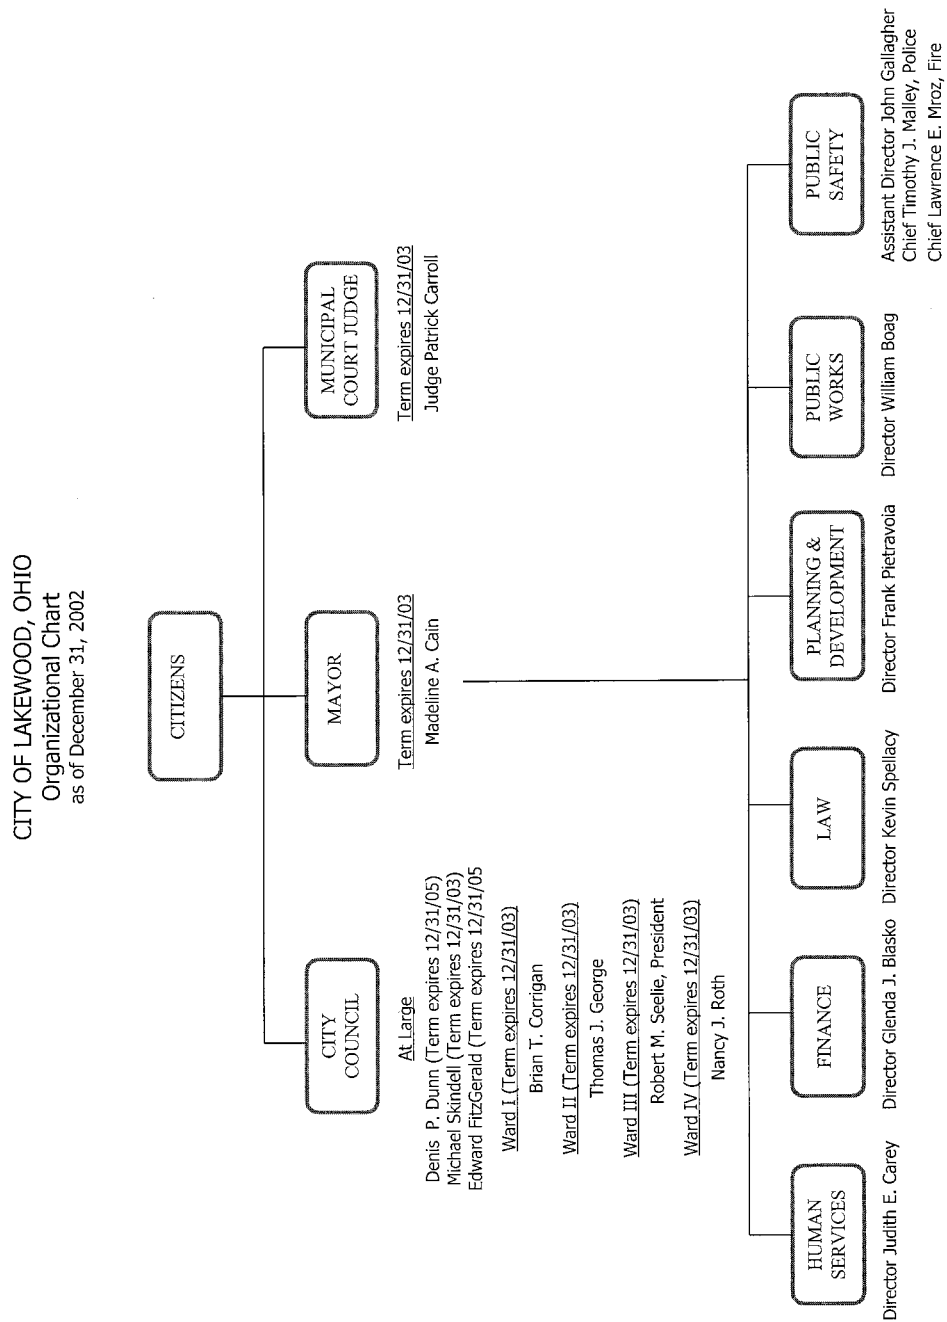 CITY OF LAKEWOOD, OHIO
Organizational Chart
as of December 31, 2002
CITIZENS
CITY
COUNCIL
At Large
Denis P. Dunn (Term expires 12/31/05)
Michael Skindell (Term expires 12/31/03)
Edward FitzGerald (Term expires 12/31/05
Ward I (Term expires 12/31/03)
Brian T. Corrigan
Ward II (Term expires 12/31/03)
Thomas J. George
Ward III (Term expires 12/31/03)
Robert M. Seelie, President
Ward IV (Term expires 12/31/03)
Nancy J. Roth
MAYOR
Term expires 12/31/03
Madeline A. Cain
MUNICIPAL
COURT JUDGE
Term expires 12/31/03
Judge Patrick Carroll
HUMAN
SERVICES
Director Judith E. Carey
FINANCE
Director Glenda J. Blasko
LAW
Director Kevin Spellacy
PLANNING &
DEVELOPMENT
Director Frank Pietravoia
PUBLIC
WORKS
Director William Boag
PUBLIC
SAFETY
Assistant Director John Gallagher
Chief Timothy J. Malley, Police
Chief Lawrence E. Mroz, Fire